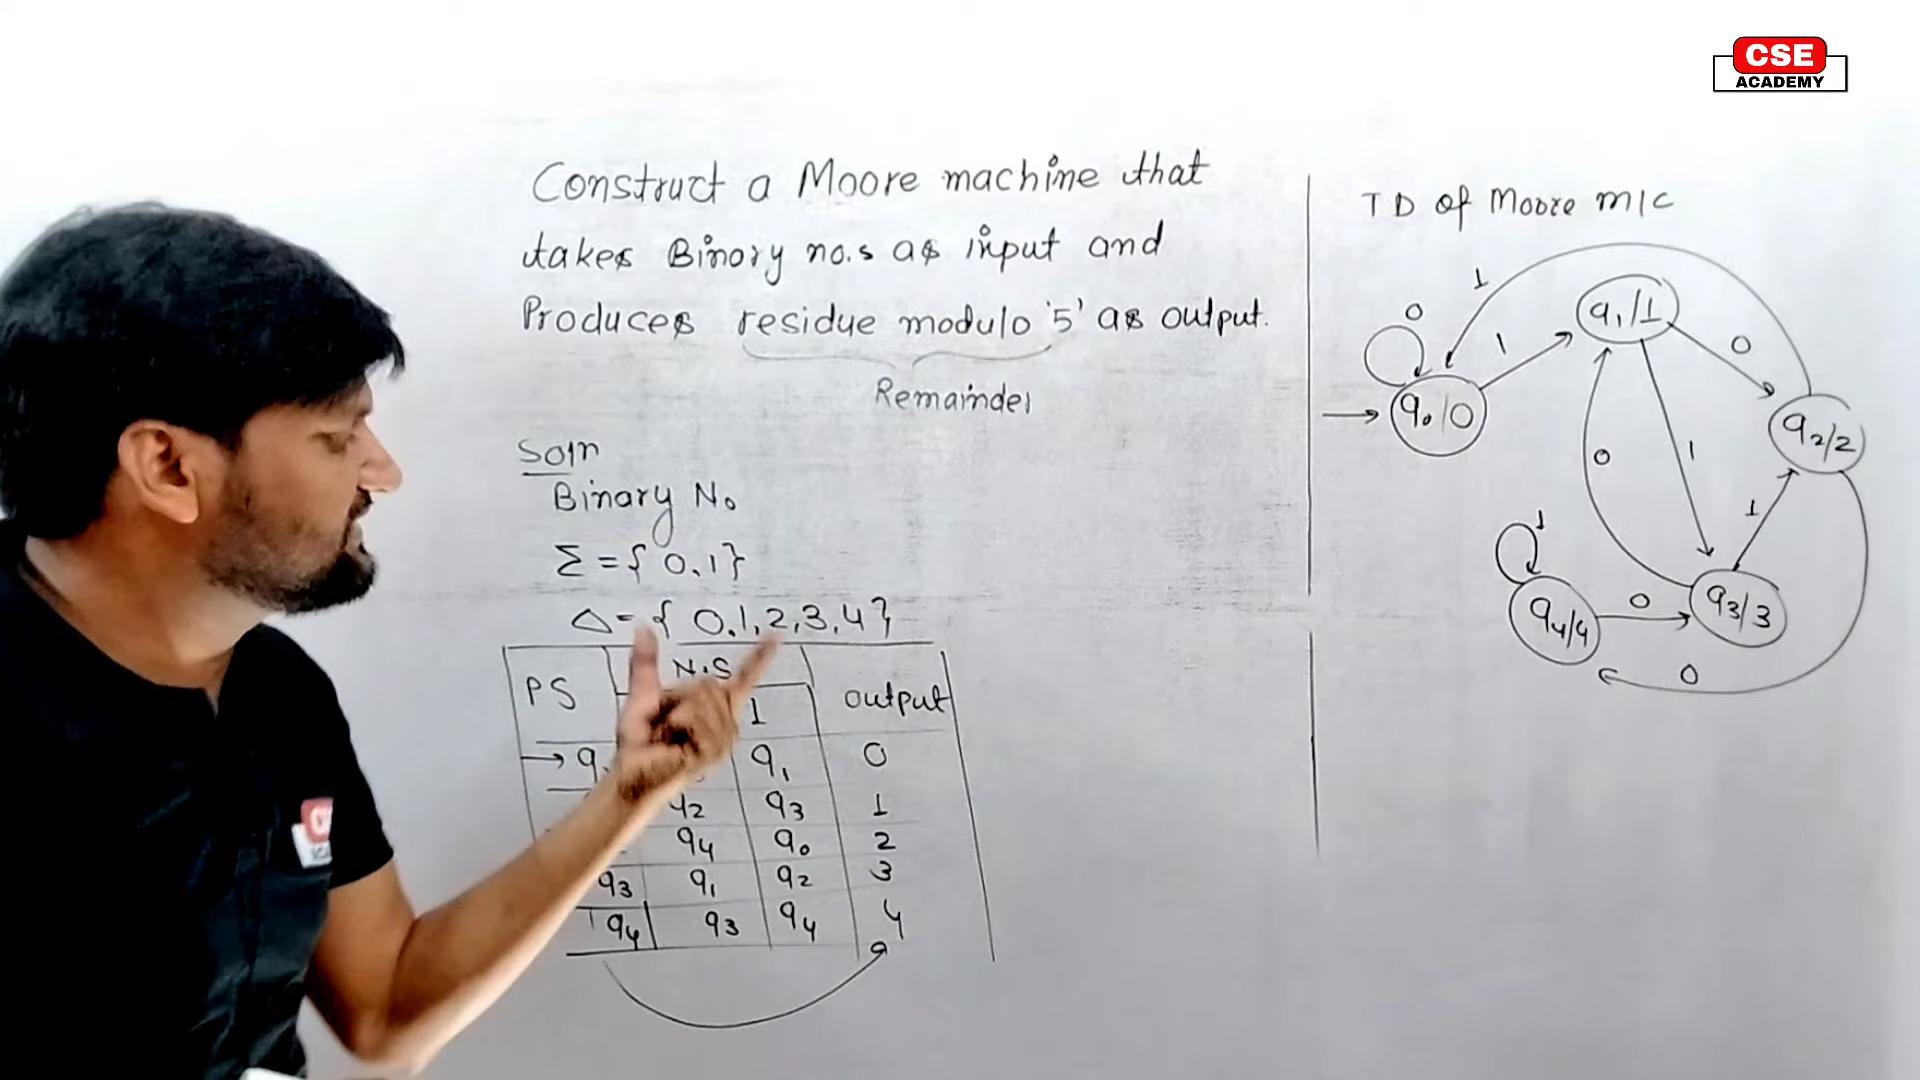 CSE
ACADEMY
Construct a Moore machine that
takes Binary no.s as input and
Produces residue modulo '5' as output.
Remainder
Soln
Binary No
Σ = { 0.1}
Δ = { 0.1,2,3,4}
PS N.S output
1
→ q q1 0
q2 q3 1
q4 q0 2
q3 q1 q2 3
q4 q3 q4 4
TD of Moore m/c
1
0
q1/1
1
0
q0/0
q2/2
0
1
1
1
q4/4
0
q3/3
0